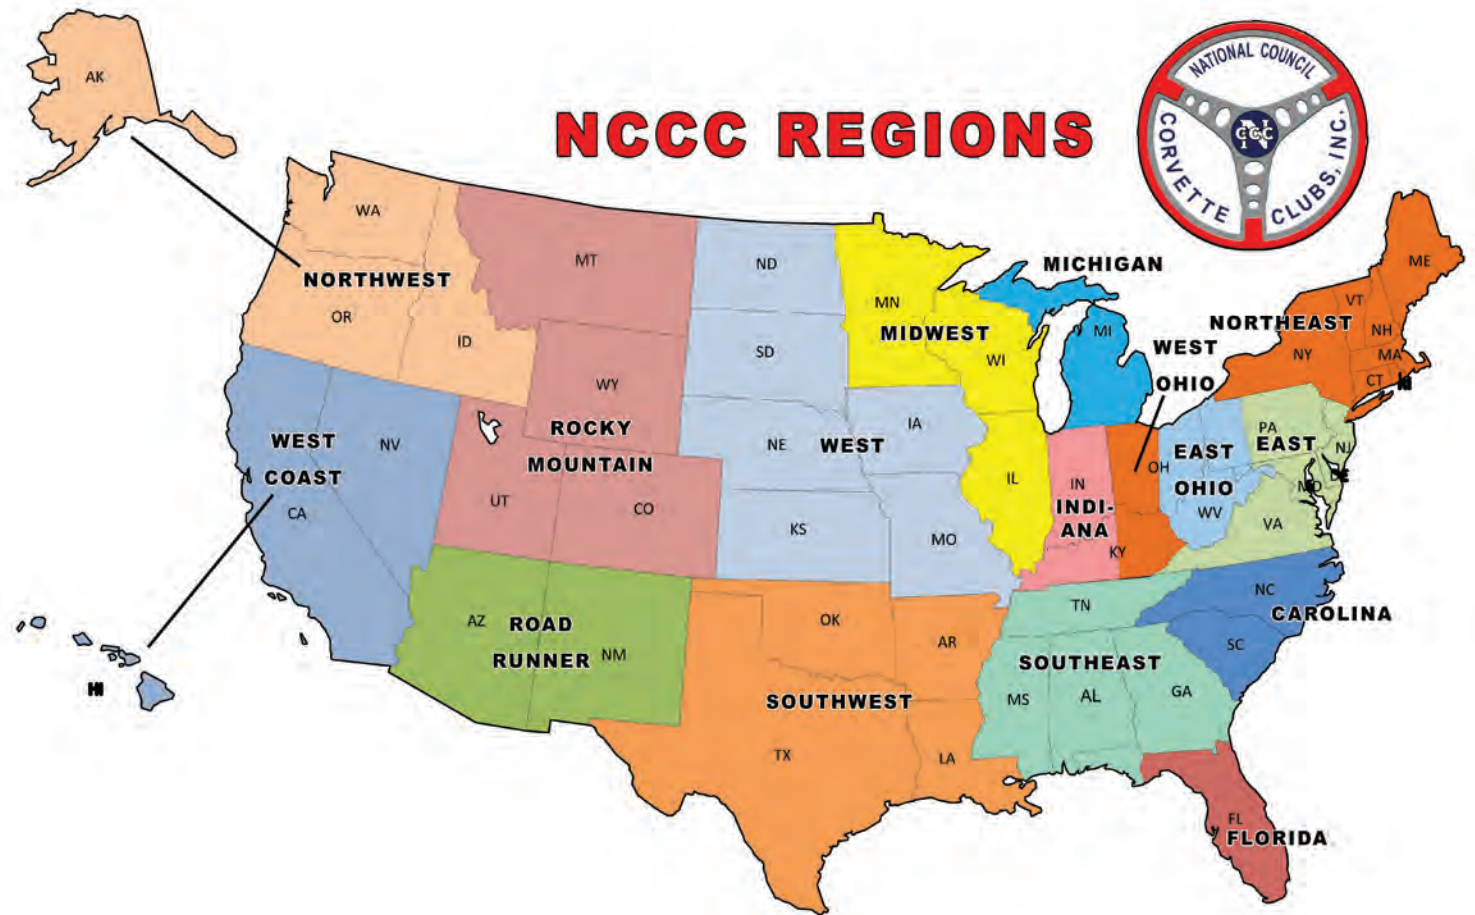 AK
NCCC REGIONS
NATIONAL COUNCIL
CORVETTE
CLUBS, INC.
NCCC
WA
MT
ND
MN
MICHIGAN
ME
NORTHWEST
OR
ID
SD
MIDWEST
WI
MI
WEST
OHIO
NORTHEAST
VT
NH
NY
MA
CT
RI
WY
ROCKY
MOUNTAIN
UT
CO
WEST
COAST
NV
CA
NE
WEST
IA
KS
MO
IL
IN
INDI-
ANA
OH
KY
EAST
OHIO
WV
PA
EAST
NJ
DE
MD
VA
HI
AZ
ROAD
RUNNER
NM
OK
AR
SOUTHWEST
TX
LA
TN
SOUTHEAST
MS
AL
GA
NC
CAROLINA
SC
FL
FLORIDA